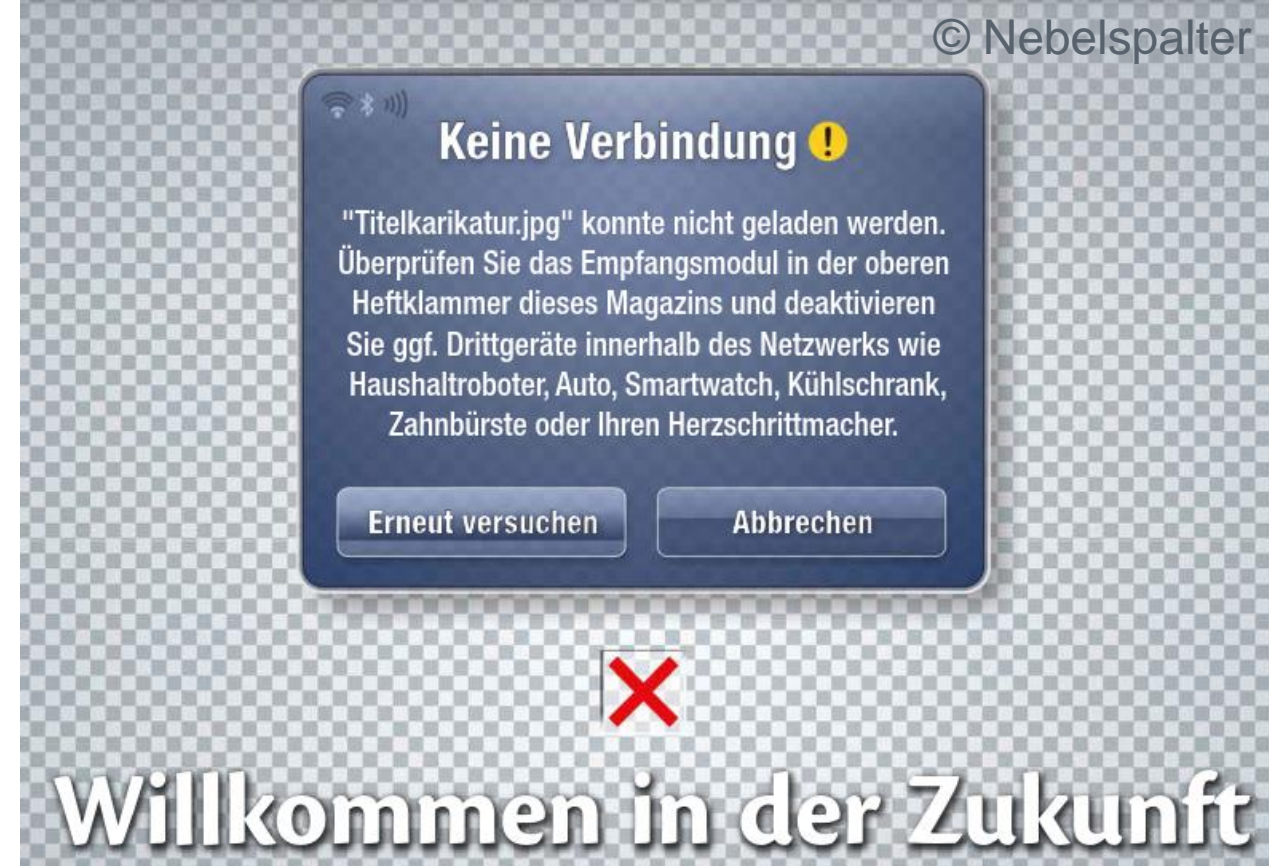 © Nebelspalter
Keine Verbindung !
"Titelkarikatur.jpg" konnte nicht geladen werden.
Überprüfen Sie das Empfangsmodul in der oberen
Heftklammer dieses Magazins und deaktivieren
Sie ggf. Drittgeräte innerhalb des Netzwerks wie
Haushaltroboter, Auto, Smartwatch, Kühlschrank,
Zahnbürste oder Ihren Herzschrittmacher.
Erneut versuchen Abbrechen
Willkommen in der Zukunft